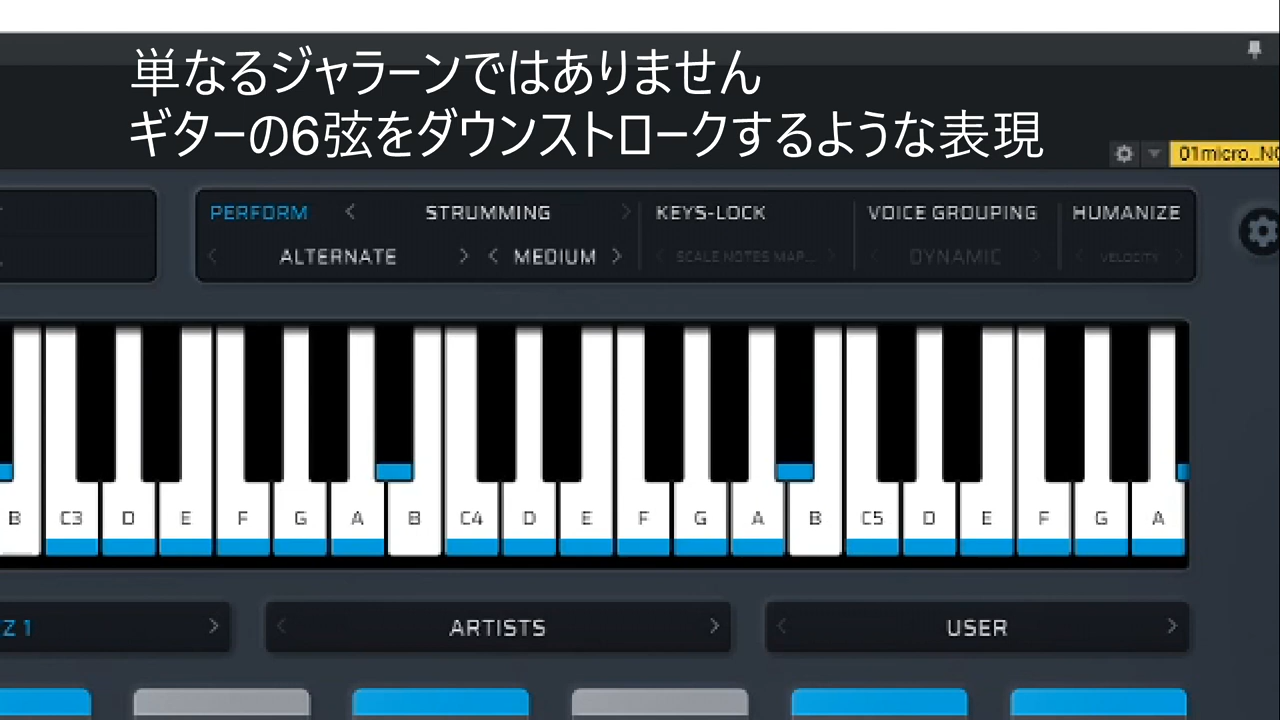 単なるジャラーンではありません
ギターの6弦をダウンストロークするような表現
01micro..NO
PERFORM < STRUMMING > KEYS-LOCK VOICE GROUPING HUMANIZE
< ALTERNATE > < MEDIUM > < SCALE NOTES MAP... > < DYNAMIC > < VELOCITY >
B C3 D E F G A B C4 D E F G A B C5 D E F G A
Z 1 > < ARTISTS > < USER >